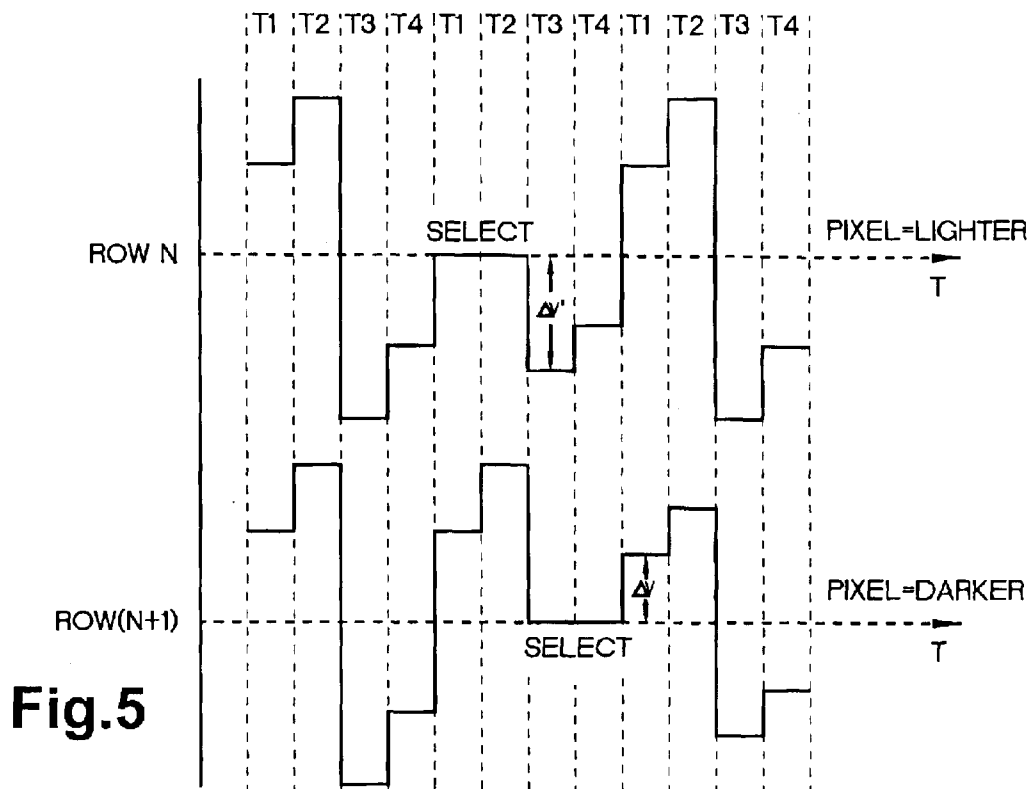 T1 T2 T3 T4 T1 T2 T3 T4 T1 T2 T3 T4
SELECT
PIXEL=LIGHTER
ROW N
T
ΔV'
PIXEL=DARKER
ΔV
ROW(N+1)
SELECT
T
Fig.5